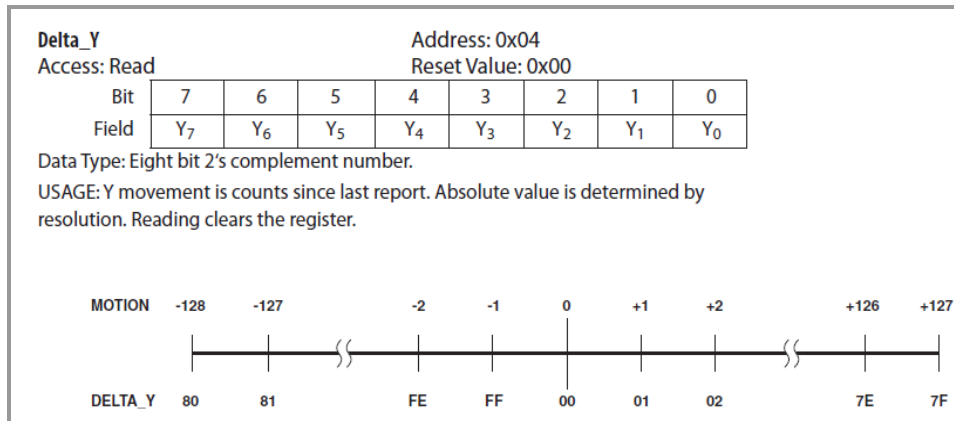 Delta_Y Address: 0x04
Access: Read Reset Value: 0x00
Bit 7 6 5 4 3 2 1 0
Field Y7 Y6 Y5 Y4 Y3 Y2 Y1 Y0
Data Type: Eight bit 2‘s complement number.
USAGE: Y movement is counts since last report. Absolute value is determined by
resolution. Reading clears the register.
MOTION -128 -127 -2 -1 0 +1 +2 +126 +127
DELTA_Y 80 81 FE FF 00 01 02 7E 7F